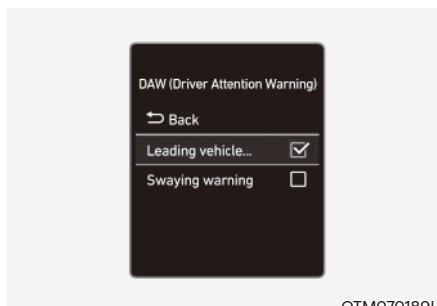 DAW (Driver Attention Warning)
Back
Leading vehicle...
Swaying warning